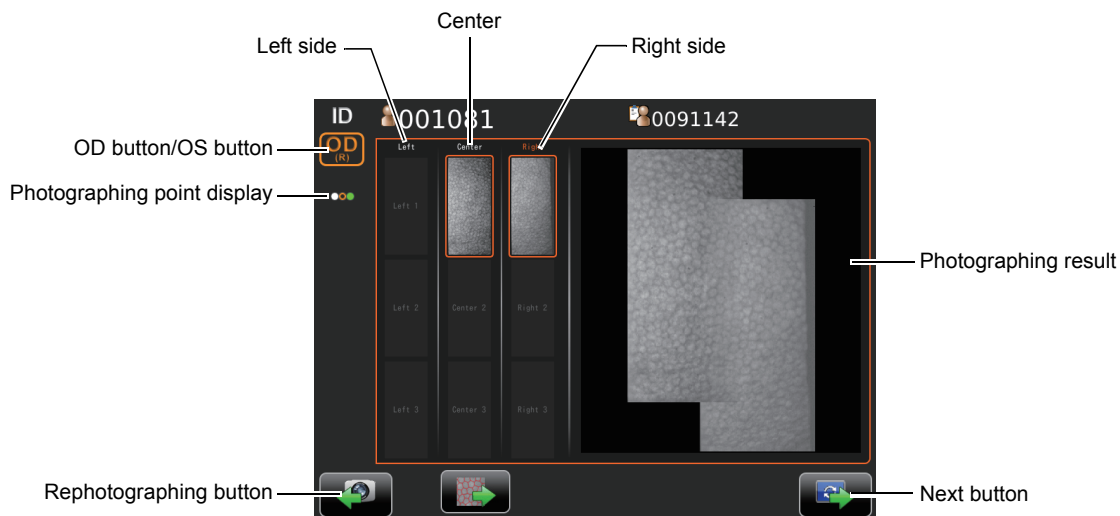 Center
Left side
Right side
ID
001081
0091142
OD button/OS button
OD
(R)
Left
Center
Right
Photographing point display
Left 1
Photographing result
Left 2
Center 2
Right 2
Left 3
Center 3
Right 3
Rephotographing button
Next button